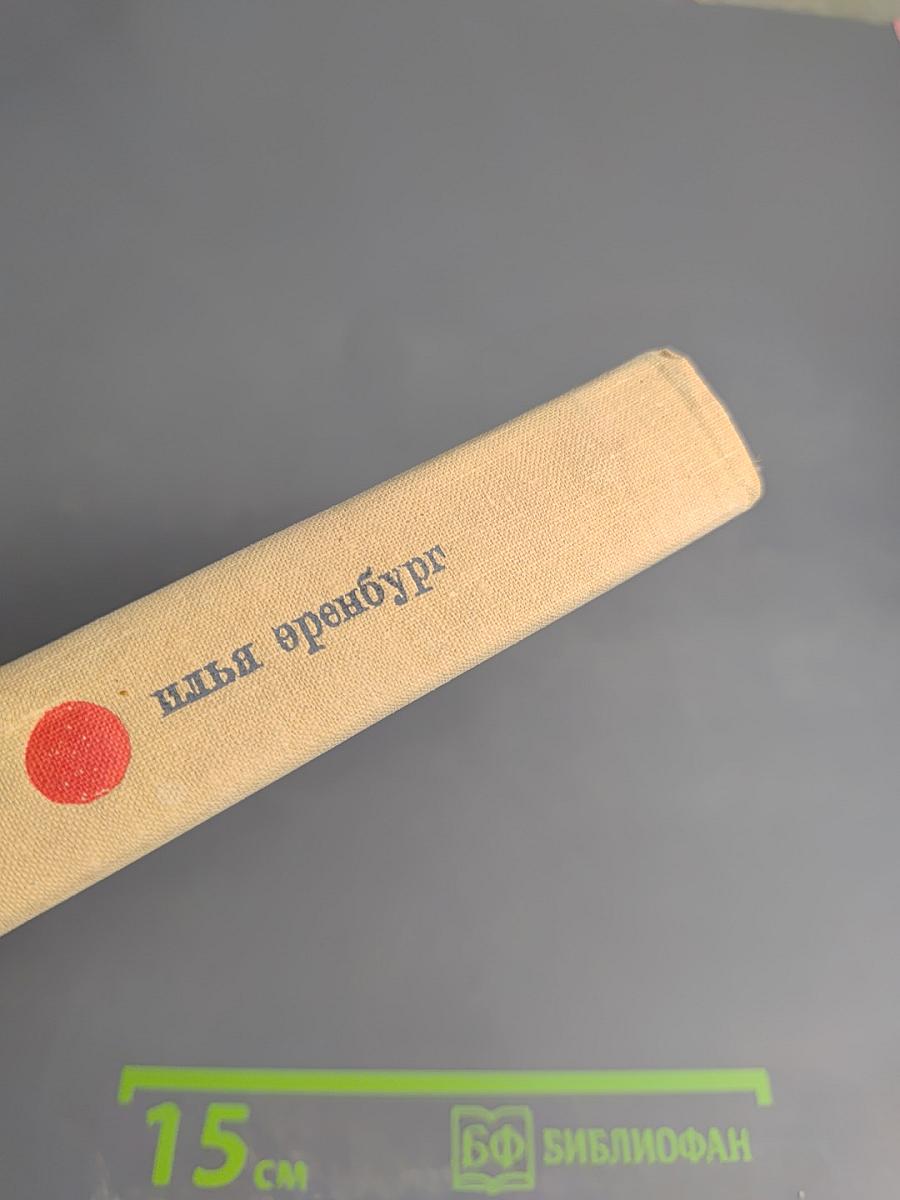 илья эренбург
15 см
БФ БИБЛИОФАН